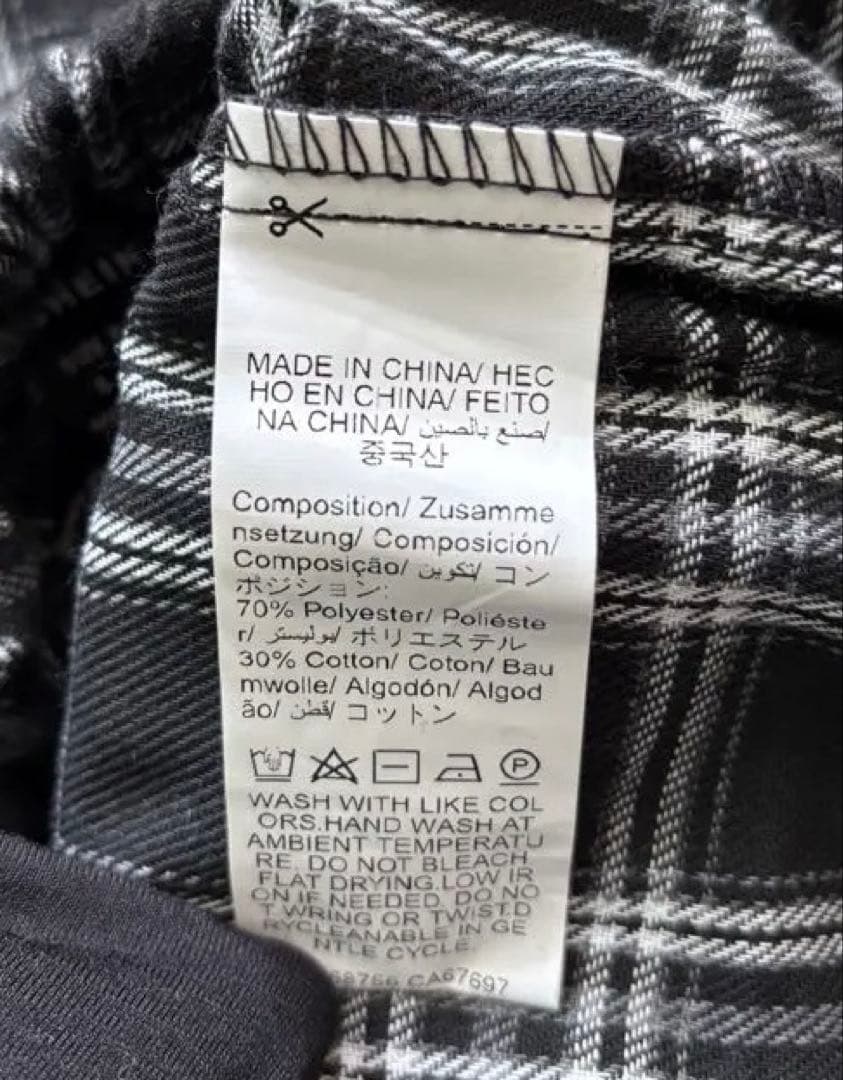 MADE IN CHINA/ HEC
HO EN CHINA/ FEITO
NA CHINA/ صنع بالصين/
중국산
Composition/ Zusamme
nsetzung/ Composición/
Composição/ تكوين/ コン
ポジション:
70% Polyester/ Poliéste
r/ بوليستر/ ポリエステル
30% Cotton/ Coton/ Bau
mwolle/ Algodón/ Algod
ão/ قطن/ コットン
P
WASH WITH LIKE COL
ORS.HAND WASH AT
AMBIENT TEMPERATU
RE. DO NOT BLEACH.
FLAT DRYING.LOW IR
ON IF NEEDED. DO NO
T WRING OR TWIST.D
RYCLEANABLE IN GE
NTLE CYCLE.
CA67697